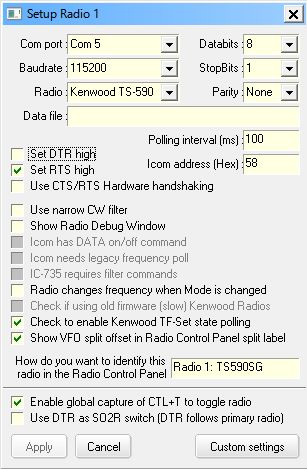 Setup Radio 1
Com port : Com 5 Databits: 8
Baudrate : 115200 StopBits : 1
Radio : Kenwood TS-590 Parity : None
Data file :
Polling interval (ms) : 100
Set DTR high
Icom address (Hex) : 58
Set RTS high
Use CTS/RTS Hardware handshaking
Use narrow CW filter
Show Radio Debug Window
Icom has DATA on/off command
Icom needs legacy frequency poll
IC-735 requires filter commands
Radio changes frequency when Mode is changed
Check if using old firmware (slow) Kenwood Radios
Check to enable Kenwood TF-Set state polling
Show VFO split offset in Radio Control Panel split label
How do you want to identify this
radio in the Radio Control Panel
Radio 1: TS590SG
Enable global capture of CTL+T to toggle radio
Use DTR as SO2R switch (DTR follows primary radio)
Apply Cancel Custom settings